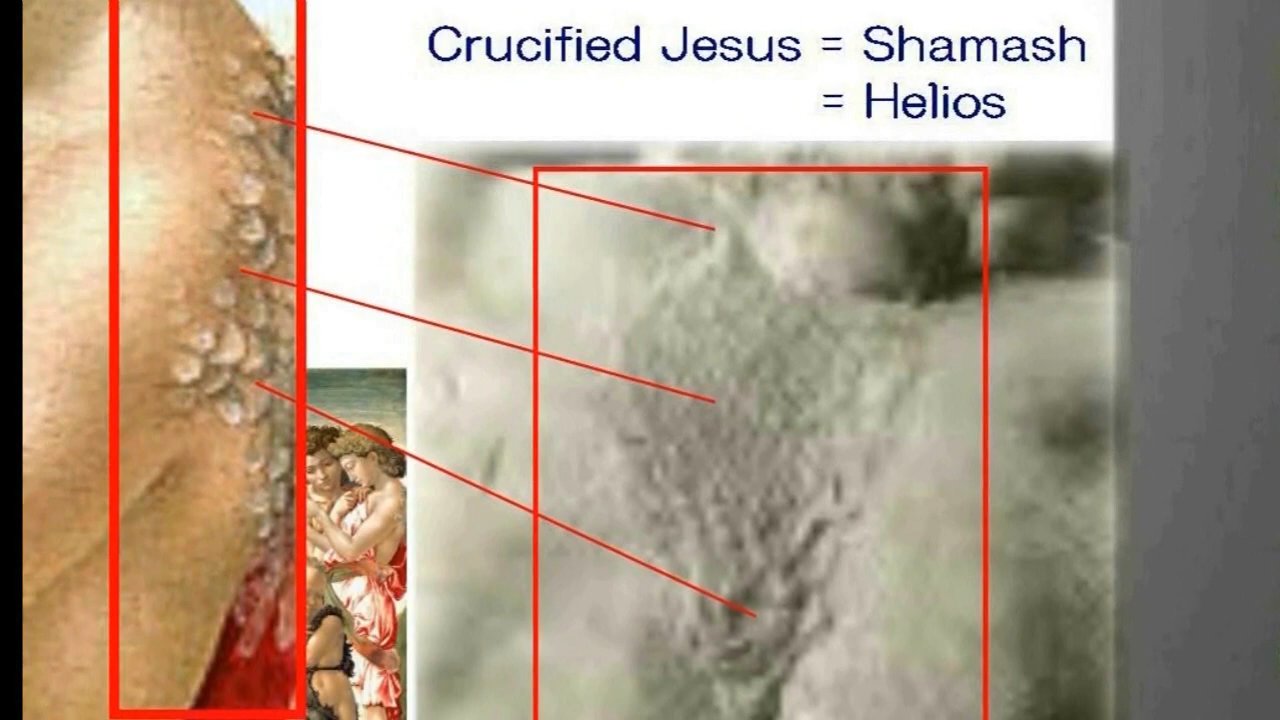 Crucified Jesus = Shamash
= Helios